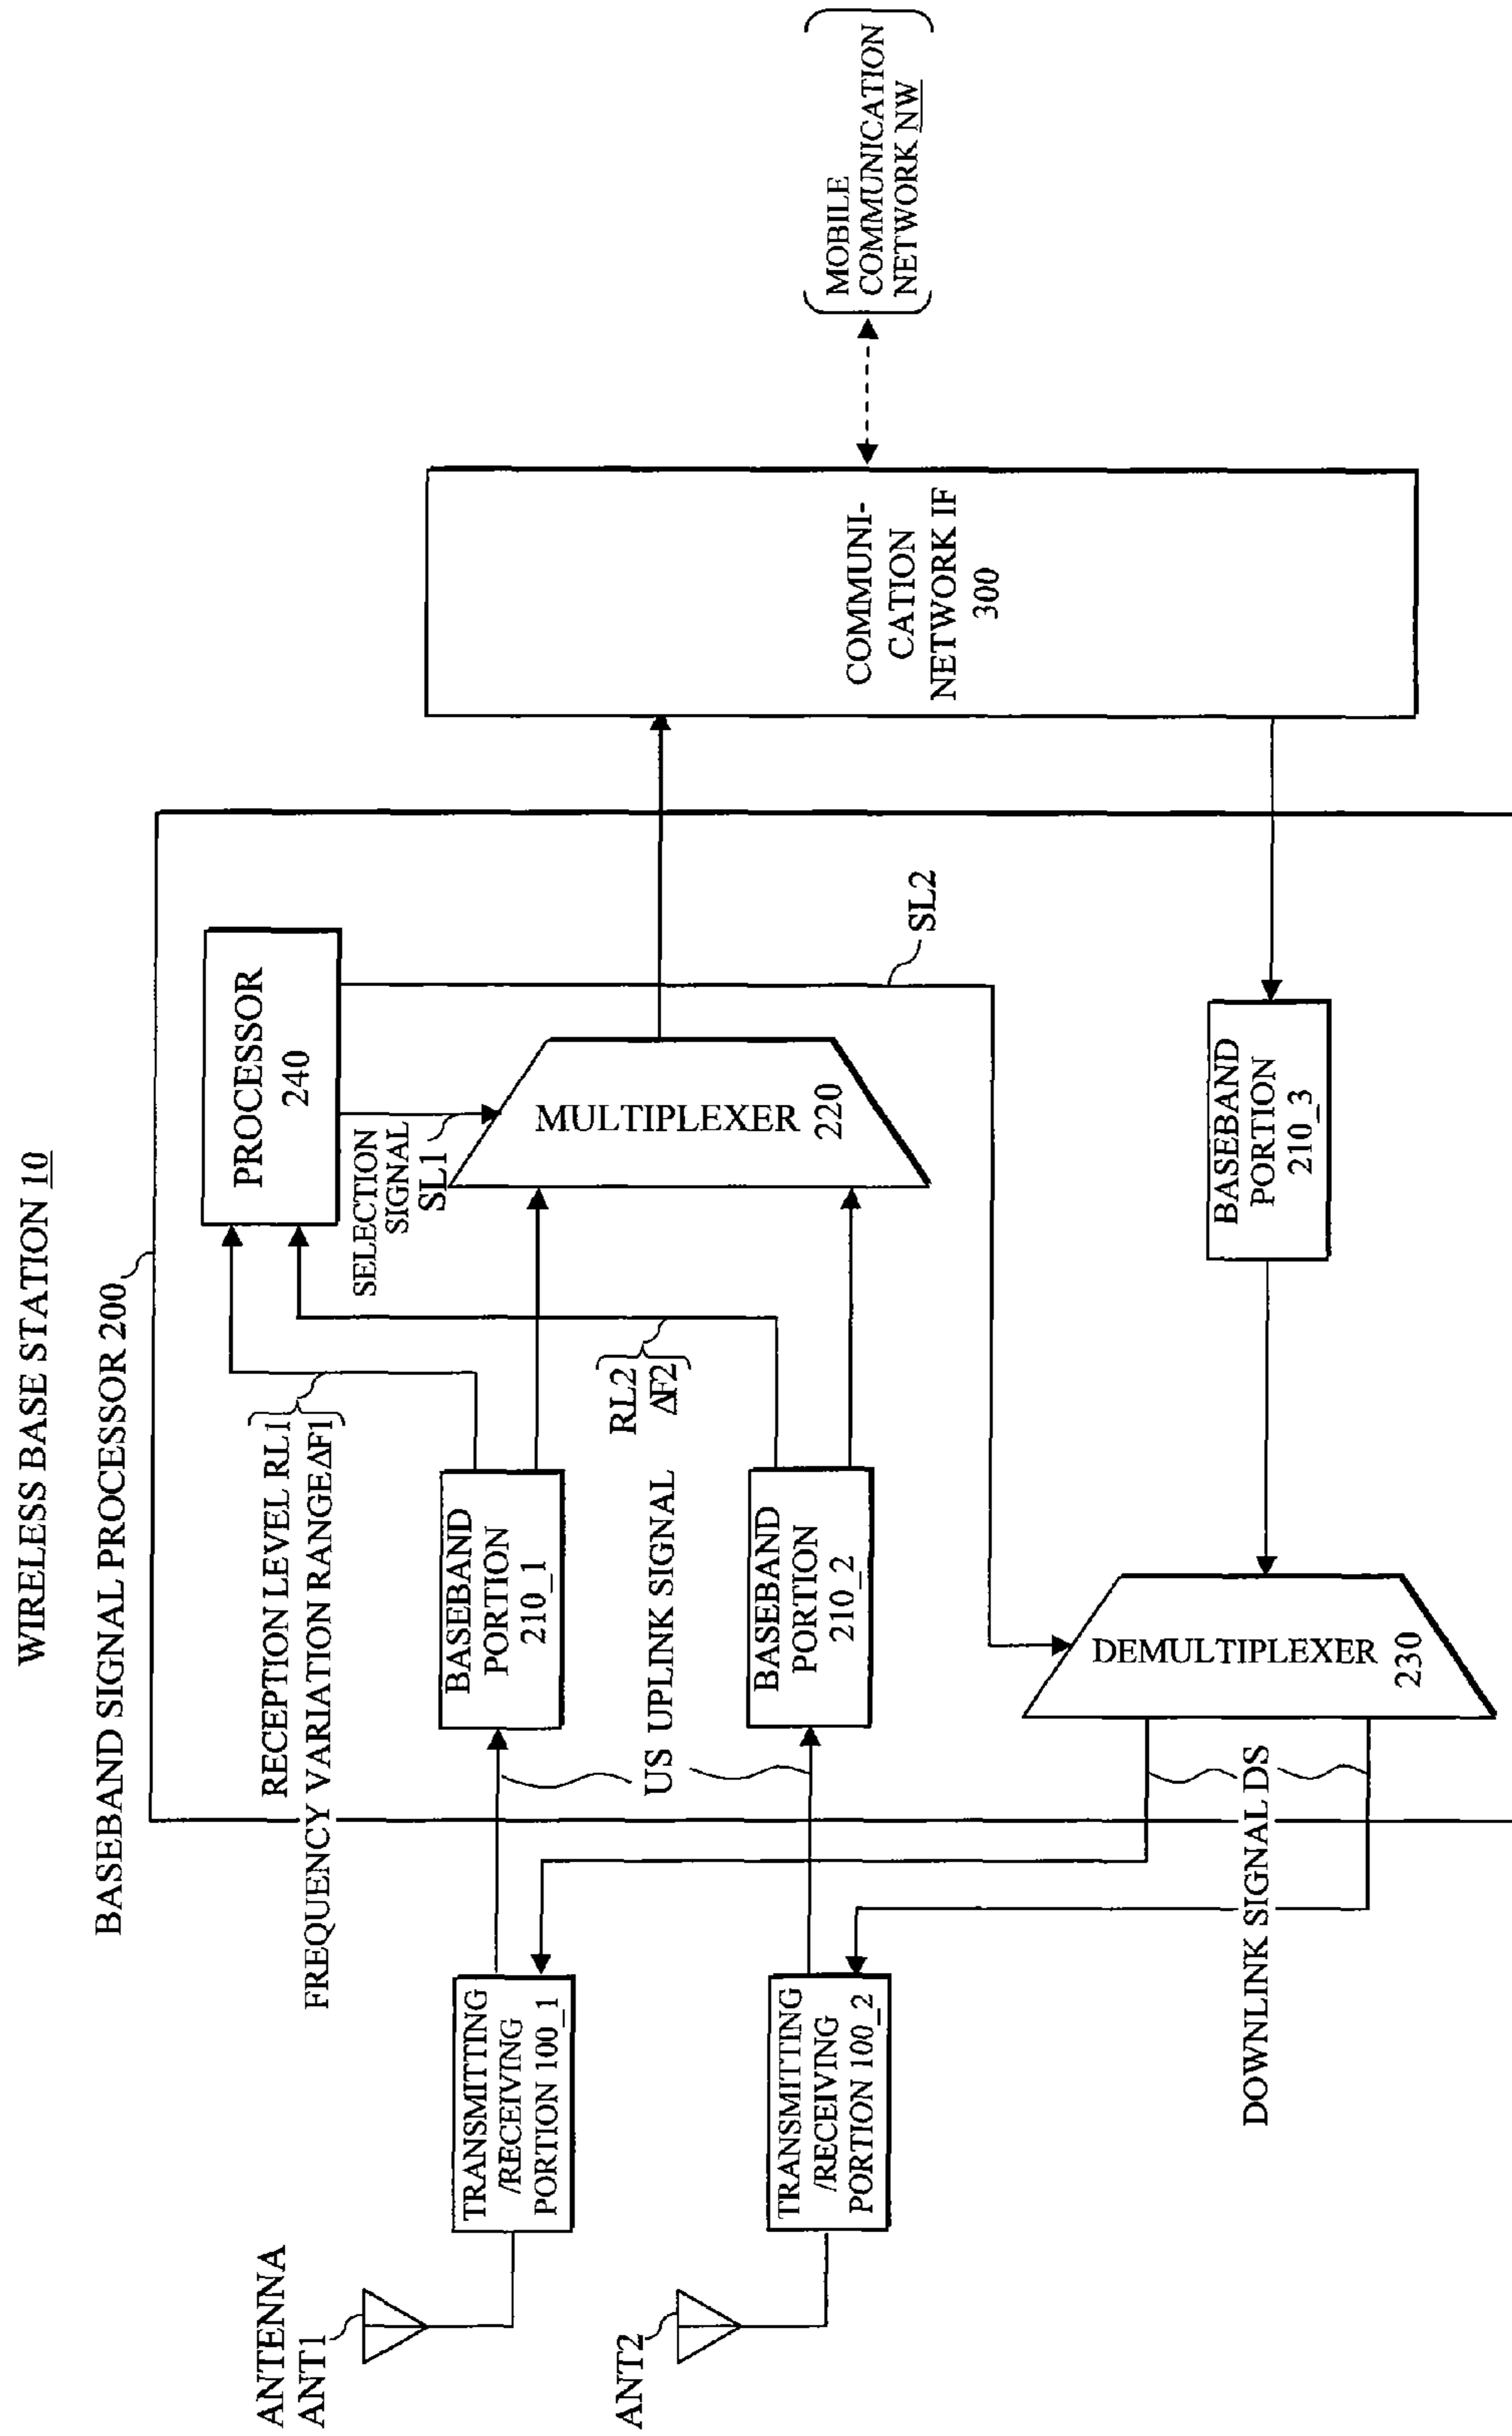 WIRELESS BASE STATION 10
BASEBAND SIGNAL PROCESSOR 200
ANTENNA
ANT1
TRANSMITTING
/RECEIVING
PORTION 100_1
RECEPTION LEVEL RL1
FREQUENCY VARIATION RANGE ΔF1
BASEBAND
PORTION
210_1
PROCESSOR
240
SELECTION
SIGNAL
SL1
MULTIPLEXER 220
RL2
ΔF2
US UPLINK SIGNAL
ANT2
TRANSMITTING
/RECEIVING
PORTION 100_2
BASEBAND
PORTION
210_2
SL2
COMMUNI-
CATION
NETWORK IF
300
MOBILE
COMMUNICATION
NETWORK NW
DEMULTIPLEXER
230
BASEBAND
PORTION
210_3
DOWNLINK SIGNAL DS